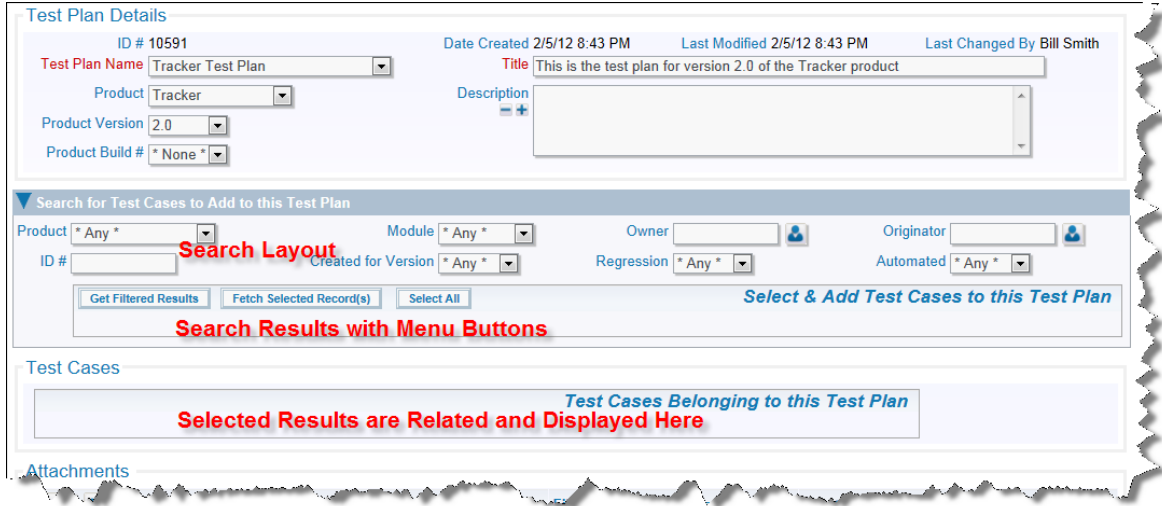 Test Plan Details
ID # 10591 Date Created 2/5/12 8:43 PM Last Modified 2/5/12 8:43 PM Last Changed By Bill Smith
Test Plan Name Tracker Test Plan Title This is the test plan for version 2.0 of the Tracker product
Product Tracker Description
Product Version 2.0
Product Build # * None *
Search for Test Cases to Add to this Test Plan
Product * Any * Module * Any * Owner Originator
Search Layout
ID # Created for Version * Any * Regression * Any * Automated * Any *
Get Filtered Results Fetch Selected Record(s) Select All Select & Add Test Cases to this Test Plan
Search Results with Menu Buttons
Test Cases
Test Cases Belonging to this Test Plan
Selected Results are Related and Displayed Here
Attachments